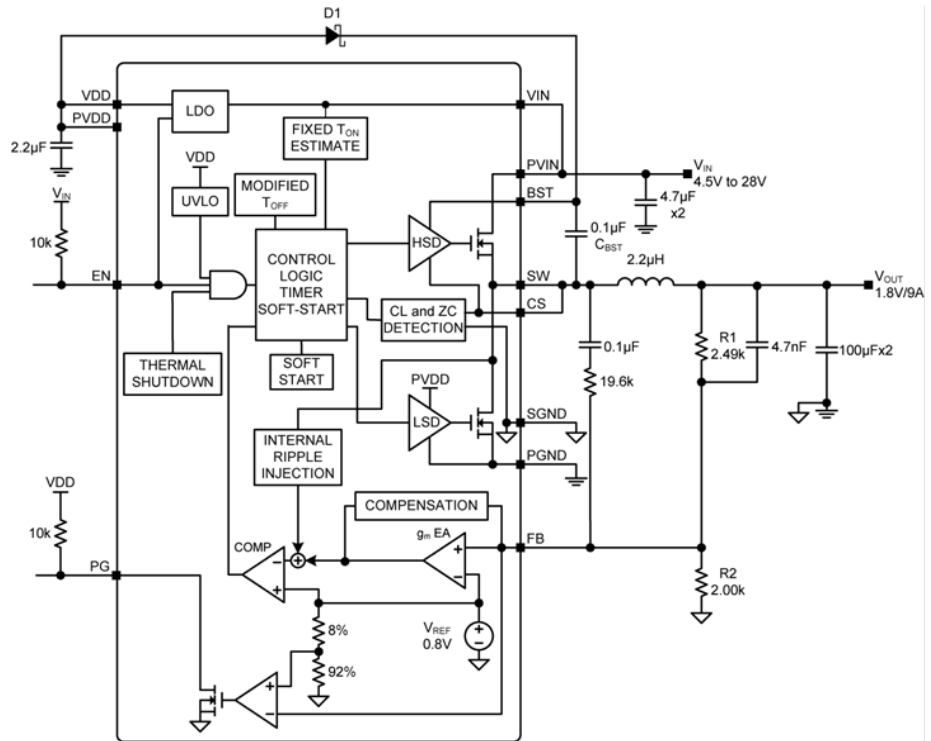 D1
VDD
PVDD
2.2µF
LDO
VIN
FIXED TON
ESTIMATE
VIN
10k
VDD
UVLO
MODIFIED
TOFF
PVIN
VIN
4.5V to 28V
4.7µF
x2
BST
0.1µF
CBST
HSD
2.2µH
CONTROL
LOGIC
TIMER
SOFT-START
EN
SW
VOUT
1.8V/9A
CS
CL and ZC
DETECTION
THERMAL
SHUTDOWN
SOFT
START
0.1µF
19.6k
R1
2.49k
4.7nF
100µFx2
PVDD
LSD
SGND
PGND
INTERNAL
RIPPLE
INJECTION
VDD
10k
COMPENSATION
gm EA
COMP
+
-
+
+
-
FB
PG
R2
2.00k
8%
92%
VREF
0.8V
+
-
+
-